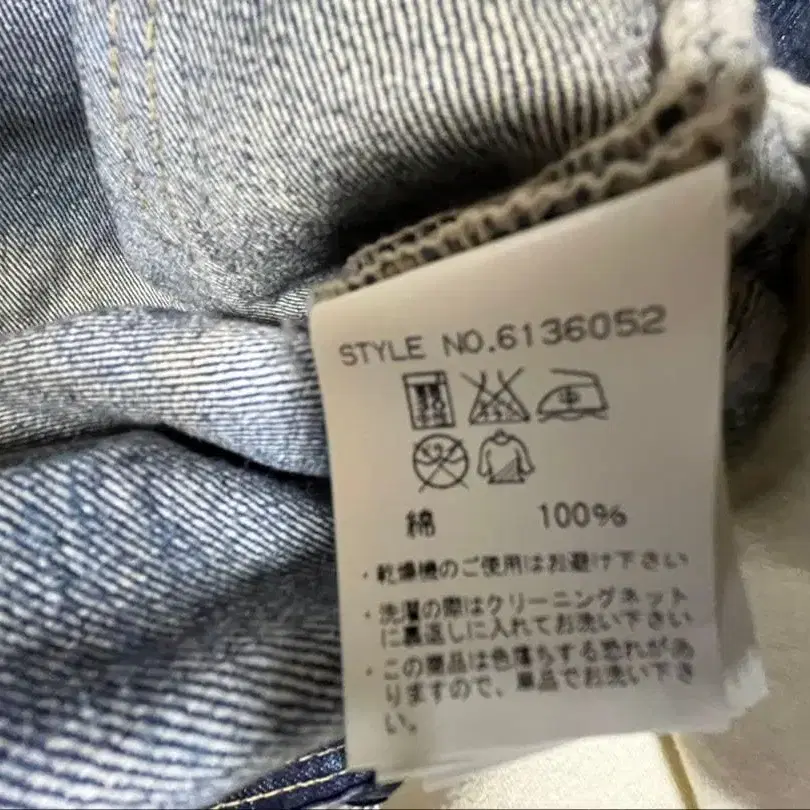 STYLE NO.6136052
綿 100%
・乾燥機のご使用はお避け下さい
・洗濯の際はクリーニングネット
に裏返しに入れてお洗い下さい
・この商品は色落ちする恐れがあ
りますので、単品でお洗い下さ
い。